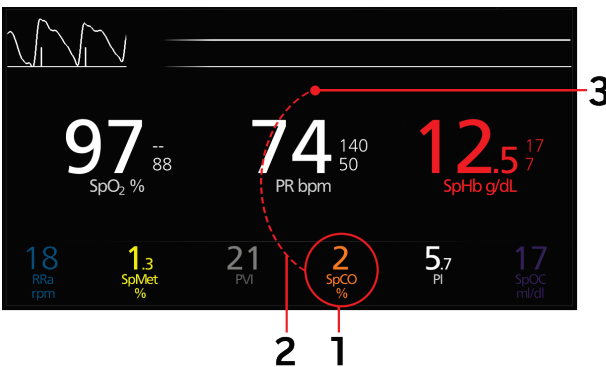 3
97 -- 88
SpO₂ %
74 140 50
PR bpm
12.5 17 7
SpHb g/dL
18
RRa
rpm
1.3
SpMet
%
21
PVI
2
SpCO
%
5.7
PI
17
SpOC
ml/dl
2
1